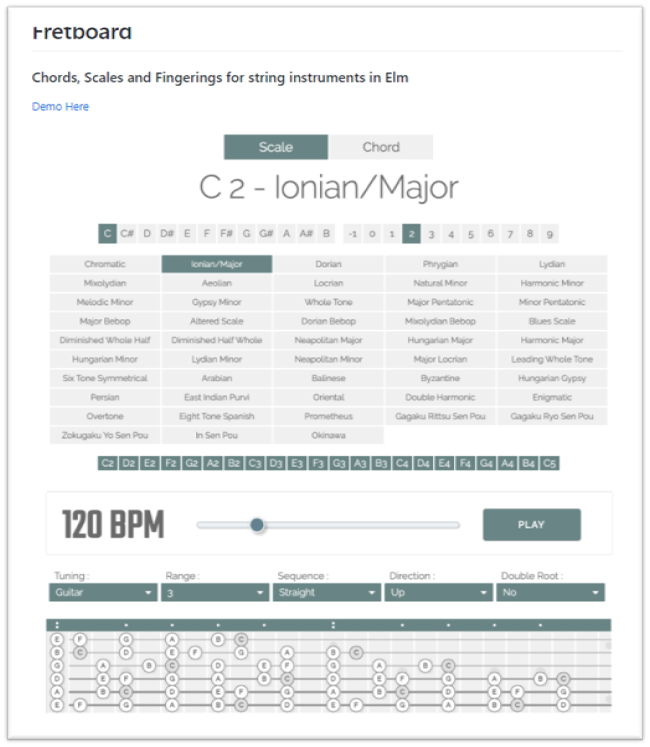 Fretboard
Chords, Scales and Fingerings for string instruments in Elm
Demo Here
Scale Chord
C 2 - Ionian/Major
C C# D D# E F F# G G# A A# B -1 0 1 2 3 4 5 6 7 8 9
Chromatic Ionian/Major Dorian Phrygian Lydian
Mixolydian Aeolian Locrian Natural Minor Harmonic Minor
Melodic Minor Gypsy Minor Whole Tone Major Pentatonic Minor Pentatonic
Major Bebop Altered Scale Dorian Bebop Mixolydian Bebop Blues Scale
Diminished Whole Half Diminished Half Whole Neapolitan Major Hungarian Major Harmonic Major
Hungarian Minor Lydian Minor Neapolitan Minor Major Locrian Leading Whole Tone
Six Tone Symmetrical Arabian Balinese Byzantine Hungarian Gypsy
Persian East Indian Purvi Oriental Double Harmonic Enigmatic
Overtone Eight Tone Spanish Prometheus Gagaku Rittsu Sen Pou Gagaku Ryo Sen Pou
Zokugaku Yo Sen Pou In Sen Pou Okinawa
C2 D2 E2 F2 G2 A2 B2 C3 D3 E3 F3 G3 A3 B3 C4 D4 E4 F4 G4 A4 B4 C5
120 BPM PLAY
Tuning : Range : Sequence : Direction : Double Root :
Guitar 3 Straight Up No
E F G A B C
B C D E F G A B C
G A B C D E F G A B C
D E F G A B C D E F G A B C
A B C D E F G A B C D E F G
E F G A B C D E F G A B C D